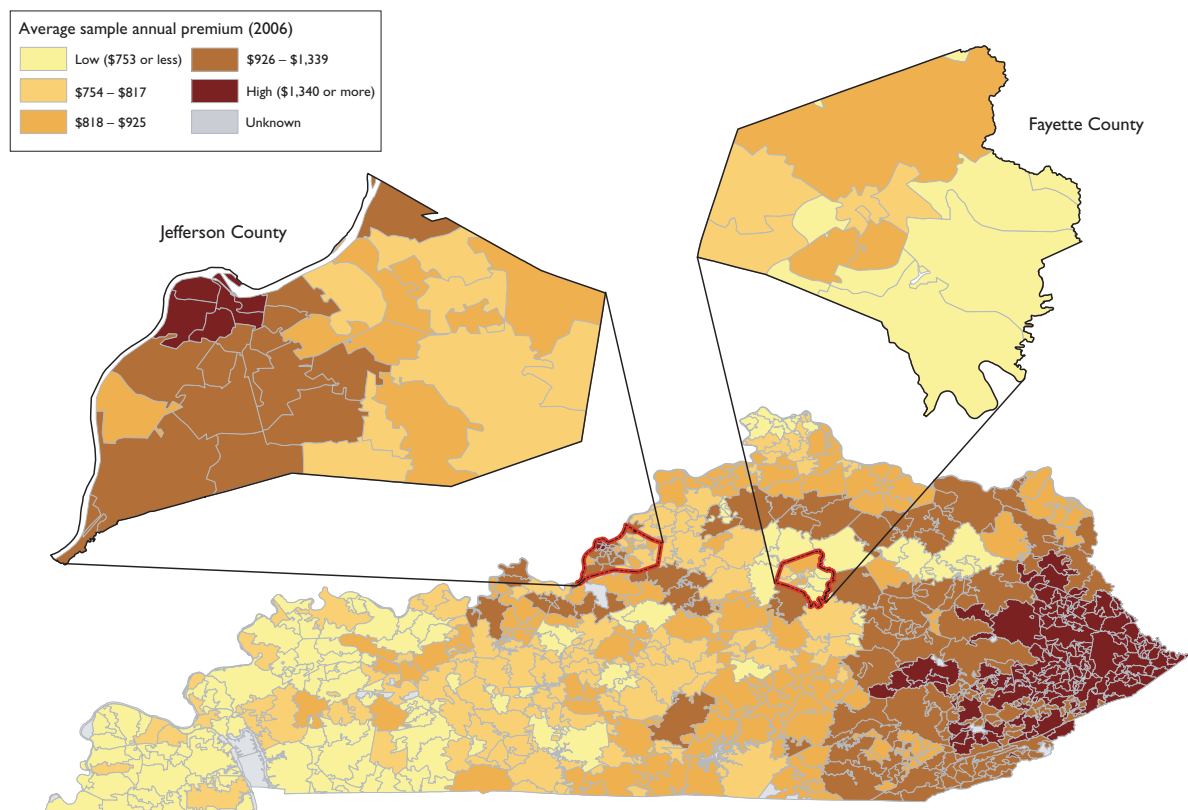 Average sample annual premium (2006)
Low ($753 or less)
$754 – $817
$818 – $925
$926 – $1,339
High ($1,340 or more)
Unknown
Fayette County
Jefferson County